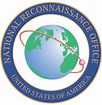 NATIONAL RECONNAISSANCE OFFICE
UNITED STATES OF AMERICA